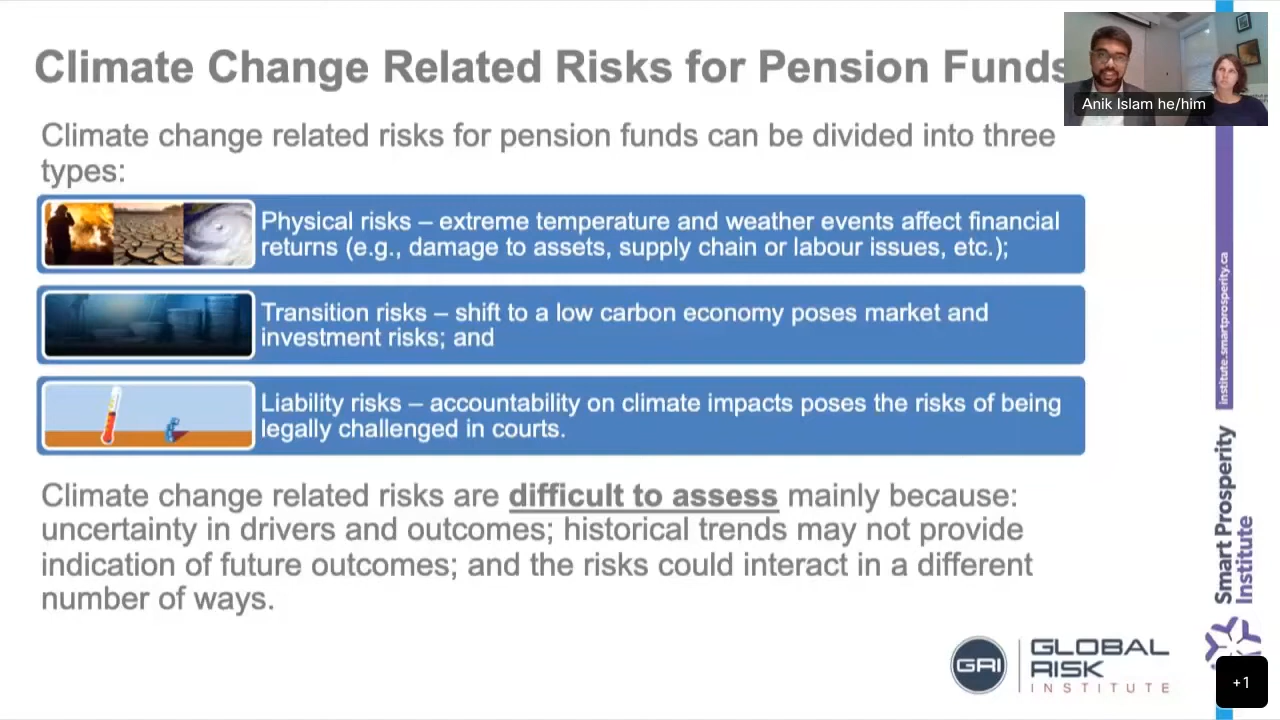 Climate Change Related Risks for Pension Funds
Anik Islam he/him
Climate change related risks for pension funds can be divided into three
types:
Physical risks – extreme temperature and weather events affect financial
returns (e.g., damage to assets, supply chain or labour issues, etc.);
Transition risks – shift to a low carbon economy poses market and
investment risks; and
Liability risks – accountability on climate impacts poses the risks of being
legally challenged in courts.
Climate change related risks are difficult to assess mainly because:
uncertainty in drivers and outcomes; historical trends may not provide
indication of future outcomes; and the risks could interact in a different
number of ways.
institute.smartprosperity.ca
Smart Prosperity
Institute
GRI
GLOBAL
RISK
INSTITUTE
+1